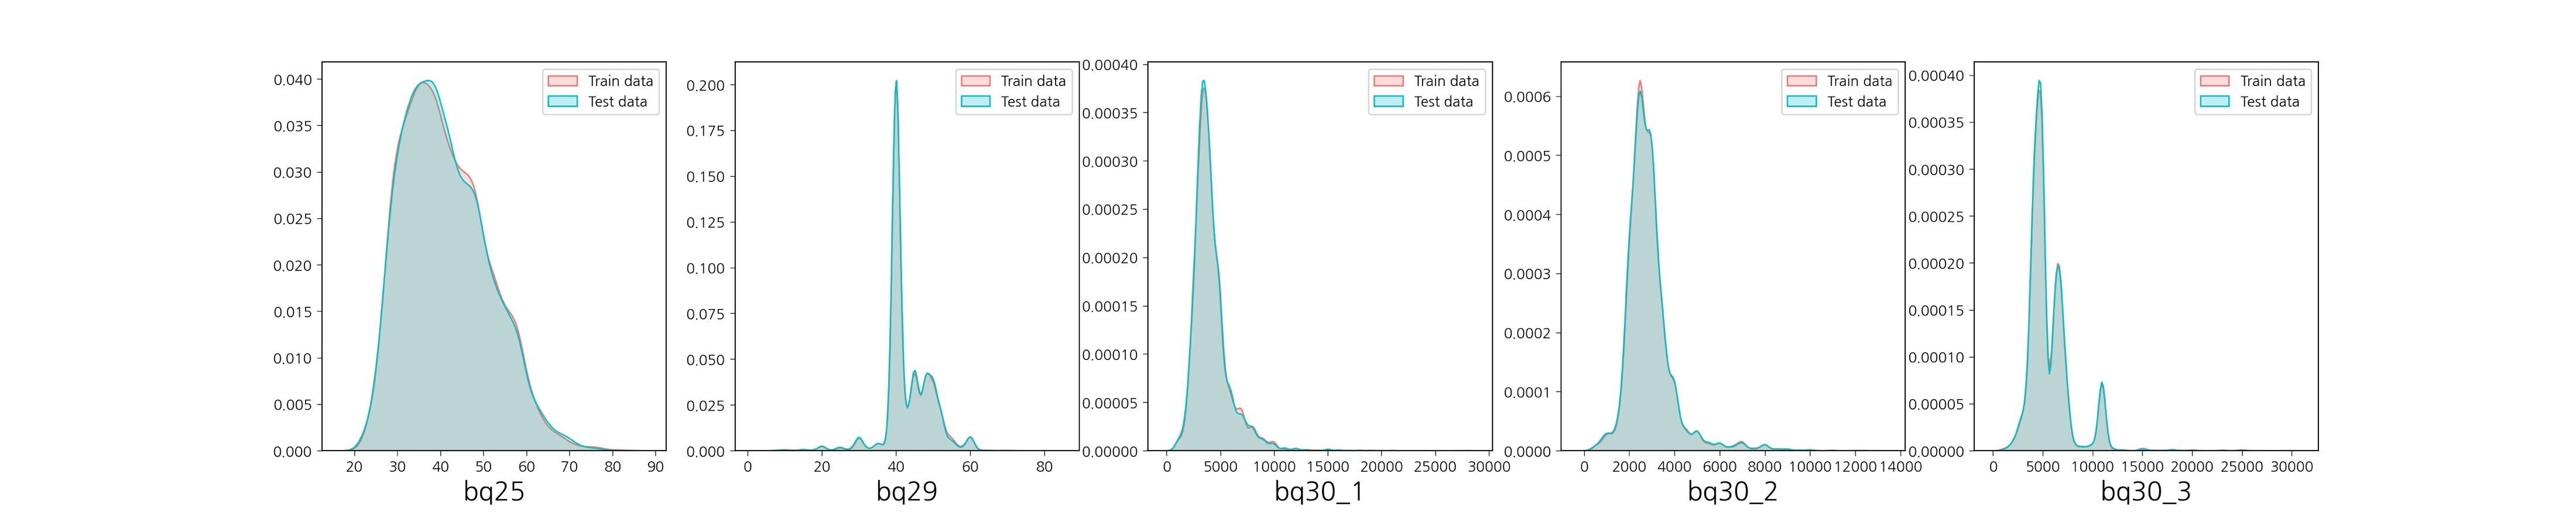 0.040
0.035
0.030
0.025
0.020
0.015
0.010
0.005
0.000
20 30 40 50 60 70 80 90
bq25
Train data
Test data
0.200
0.175
0.150
0.125
0.100
0.075
0.050
0.025
0.000
0 20 40 60 80
bq29
Train data
Test data
0.00040
0.00035
0.00030
0.00025
0.00020
0.00015
0.00010
0.00005
0.00000
0 5000 10000 15000 20000 25000 30000
bq30_1
Train data
Test data
0.0006
0.0005
0.0004
0.0003
0.0002
0.0001
0.0000
0 2000 4000 6000 8000 10000 12000 14000
bq30_2
Train data
Test data
0.00040
0.00035
0.00030
0.00025
0.00020
0.00015
0.00010
0.00005
0.00000
0 5000 10000 15000 20000 25000 30000
bq30_3
Train data
Test data